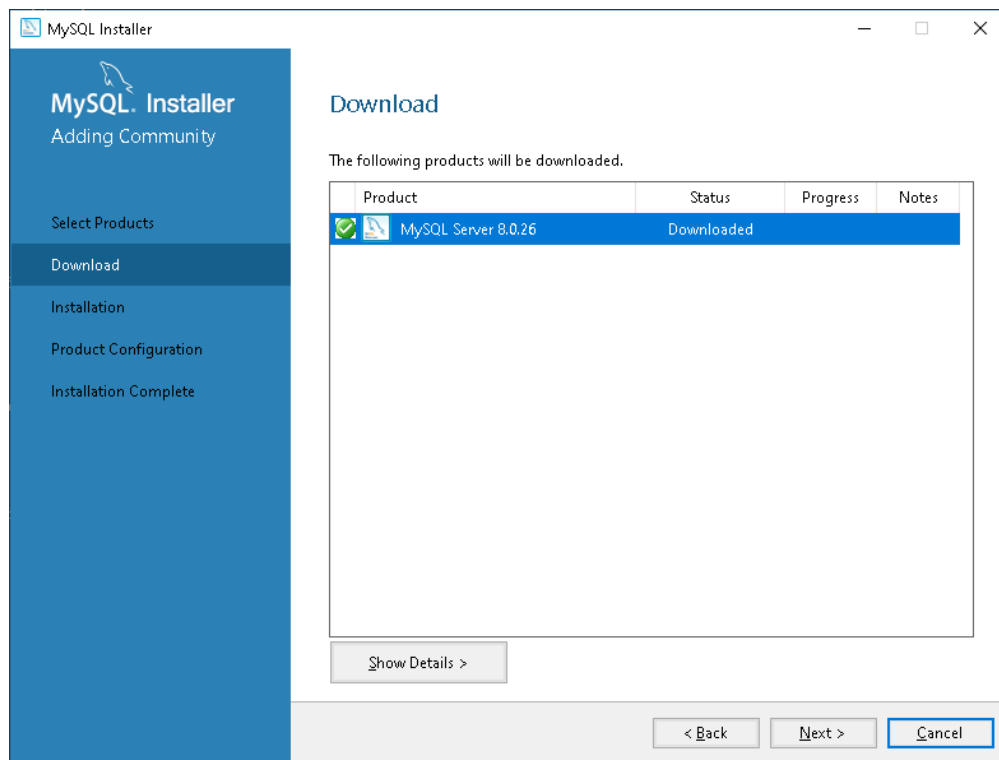 MySQL Installer
MySQL. Installer
Adding Community
Select Products
Download
Installation
Product Configuration
Installation Complete
Download
The following products will be downloaded.
Product Status Progress Notes
MySQL Server 8.0.26 Downloaded
Show Details >
< Back Next > Cancel